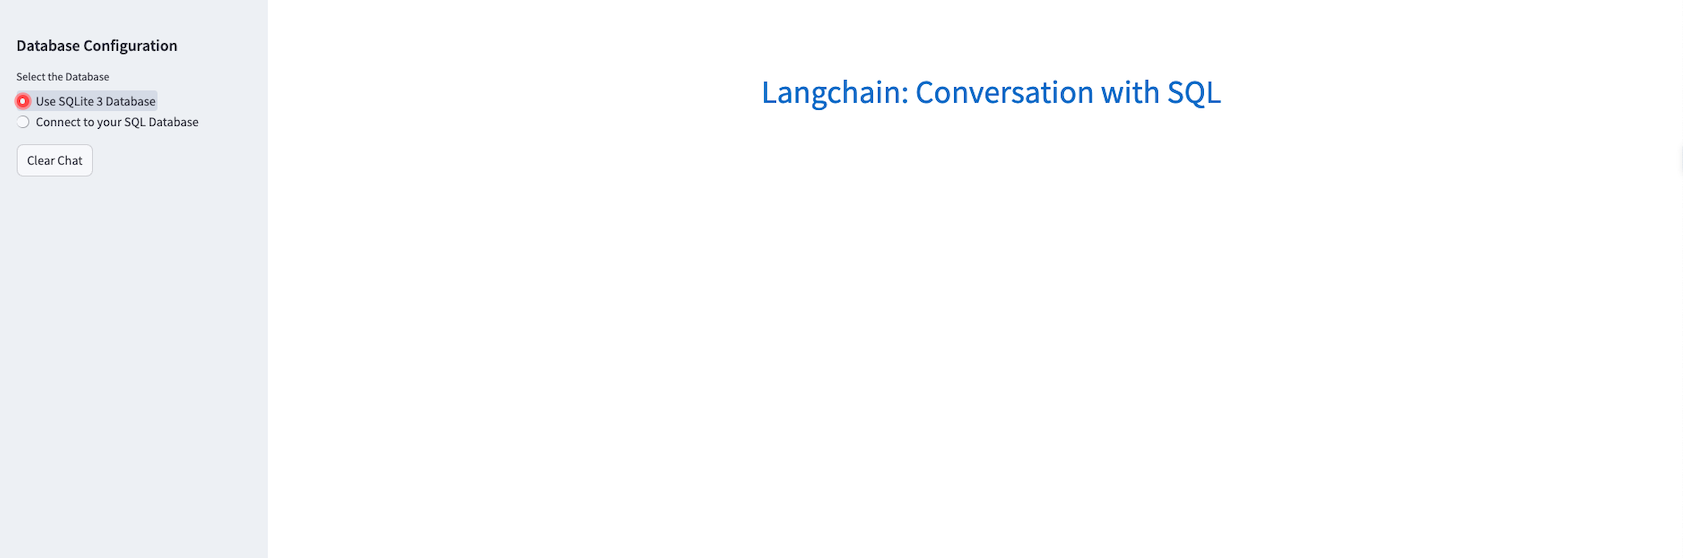 Database Configuration
Select the Database
Use SQLite 3 Database
Connect to your SQL Database
Clear Chat
Langchain: Conversation with SQL